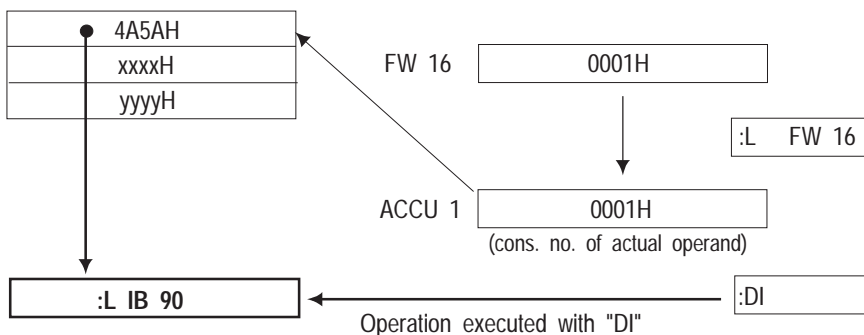 4A5AH
xxxxH
yyyyH
FW 16
0001H
:L FW 16
ACCU 1
0001H
(cons. no. of actual operand)
:L IB 90
:DI
Operation executed with "DI"